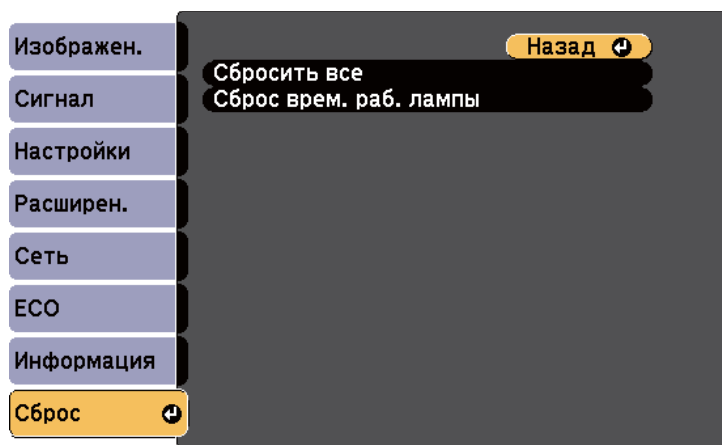 Изображен.
Сигнал
Настройки
Расширен.
Сеть
ECO
Информация
Сброс
Назад
Сбросить все
Сброс врем. раб. лампы